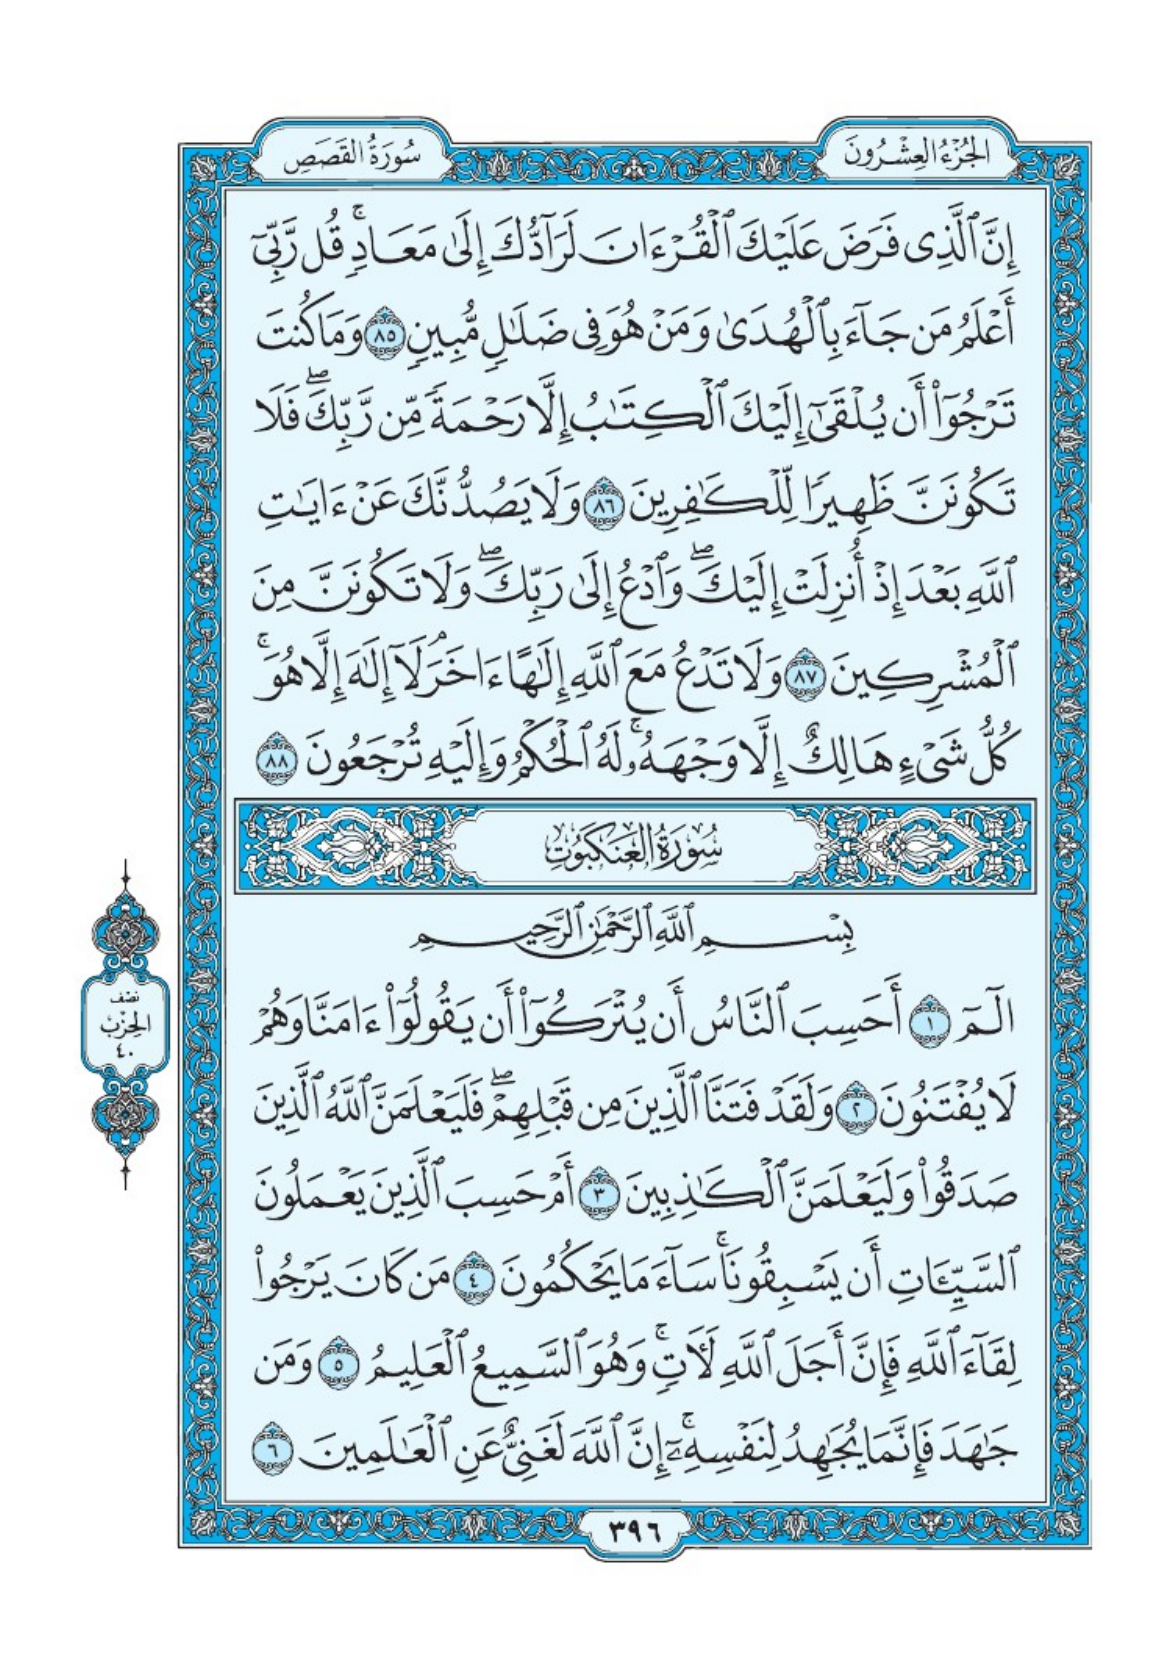 الجُزْءُ العِشْرُونَ
سُورَةُ القَصَصِ
إِنَّ ٱلَّذِى فَرَضَ عَلَيْكَ ٱلْقُرْءَانَ لَرَآدُّكَ إِلَىٰ مَعَادٍۚ قُل رَّبِّىٓ
أَعْلَمُ مَن جَآءَ بِٱلْهُدَىٰ وَمَنْ هُوَ فِى ضَلَٰلٍ مُّبِينٍ ٨٥ وَمَا كُنتَ
تَرْجُوٓا۟ أَن يُلْقَىٰٓ إِلَيْكَ ٱلْكِتَٰبُ إِلَّا رَحْمَةً مِّن رَّبِّكَۖ فَلَا
تَكُونَنَّ ظَهِيرًا لِّلْكَٰفِرِينَ ٨٦ وَلَا يَصُدُّنَّكَ عَنْ ءَايَٰتِ
ٱللَّهِ بَعْدَ إِذْ أُنزِلَتْ إِلَيْكَۖ وَٱدْعُ إِلَىٰ رَبِّكَۖ وَلَا تَكُونَنَّ مِنَ
ٱلْمُشْرِكِينَ ٨٧ وَلَا تَدْعُ مَعَ ٱللَّهِ إِلَٰهًا ءَاخَرَۘ لَآ إِلَٰهَ إِلَّا هُوَۚ
كُلُّ شَىْءٍ هَالِكٌ إِلَّا وَجْهَهُۥۚ لَهُ ٱلْحُكْمُ وَإِلَيْهِ تُرْجَعُونَ ٨٨
سُورَةُ العَنكَبُوتِ
بِسْمِ ٱللَّهِ ٱلرَّحْمَٰنِ ٱلرَّحِيمِ
الٓمٓ ١ أَحَسِبَ ٱلنَّاسُ أَن يُتْرَكُوٓا۟ أَن يَقُولُوٓا۟ ءَامَنَّا وَهُمْ
لَا يُفْتَنُونَ ٢ وَلَقَدْ فَتَنَّا ٱلَّذِينَ مِن قَبْلِهِمْۖ فَلَيَعْلَمَنَّ ٱللَّهُ ٱلَّذِينَ
صَدَقُوا۟ وَلَيَعْلَمَنَّ ٱلْكَٰذِبِينَ ٣ أَمْ حَسِبَ ٱلَّذِينَ يَعْمَلُونَ
ٱلسَّيِّـَٔاتِ أَن يَسْبِقُونَاۚ سَآءَ مَا يَحْكُمُونَ ٤ مَن كَانَ يَرْجُوا۟
لِقَآءَ ٱللَّهِ فَإِنَّ أَجَلَ ٱللَّهِ لَـَٔاتٍۚ وَهُوَ ٱلسَّمِيعُ ٱلْعَلِيمُ ٥ وَمَن
جَٰهَدَ فَإِنَّمَا يُجَٰهِدُ لِنَفْسِهِۦٓۚ إِنَّ ٱللَّهَ لَغَنِىٌّ عَنِ ٱلْعَٰلَمِينَ ٦
نصف
الحِزْب
٤٠
٣٩٦